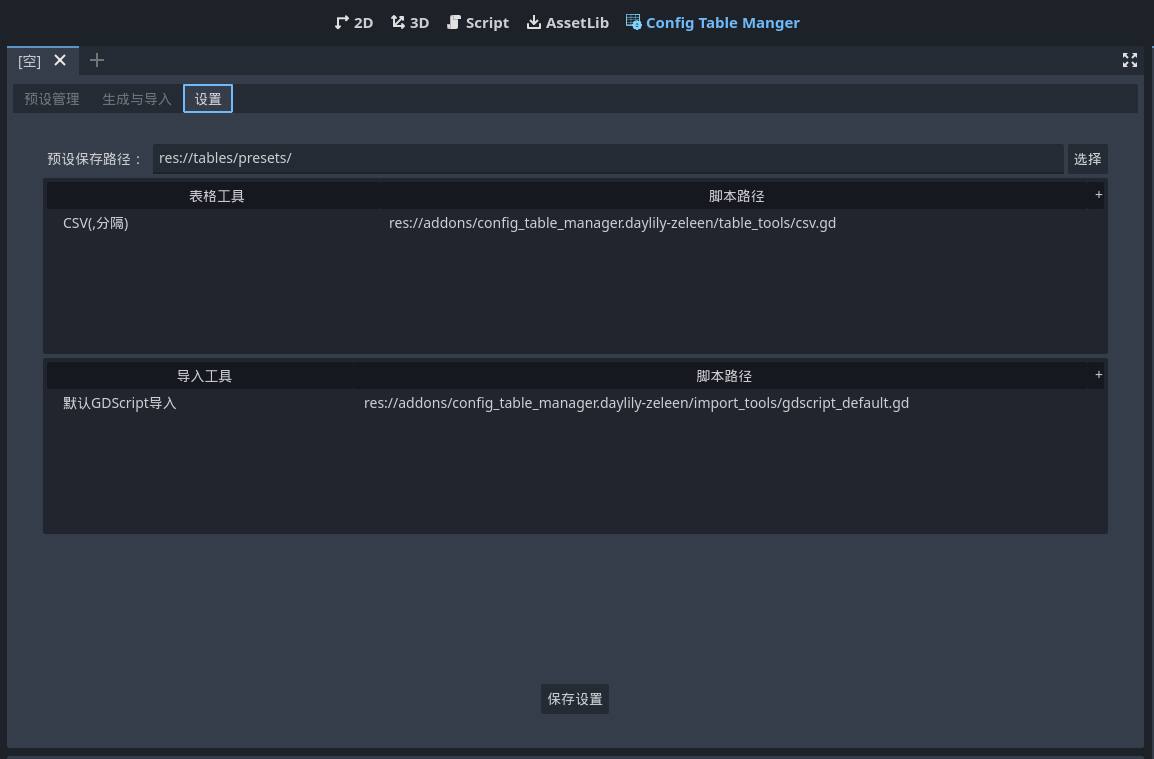 2D 3D Script AssetLib Config Table Manger
[空]
预设管理 生成与导入 设置
预设保存路径： res://tables/presets/ 选择
表格工具 脚本路径 +
CSV(,分隔) res://addons/config_table_manager.daylily-zeleen/table_tools/csv.gd
导入工具 脚本路径 +
默认GDScript导入 res://addons/config_table_manager.daylily-zeleen/import_tools/gdscript_default.gd
保存设置